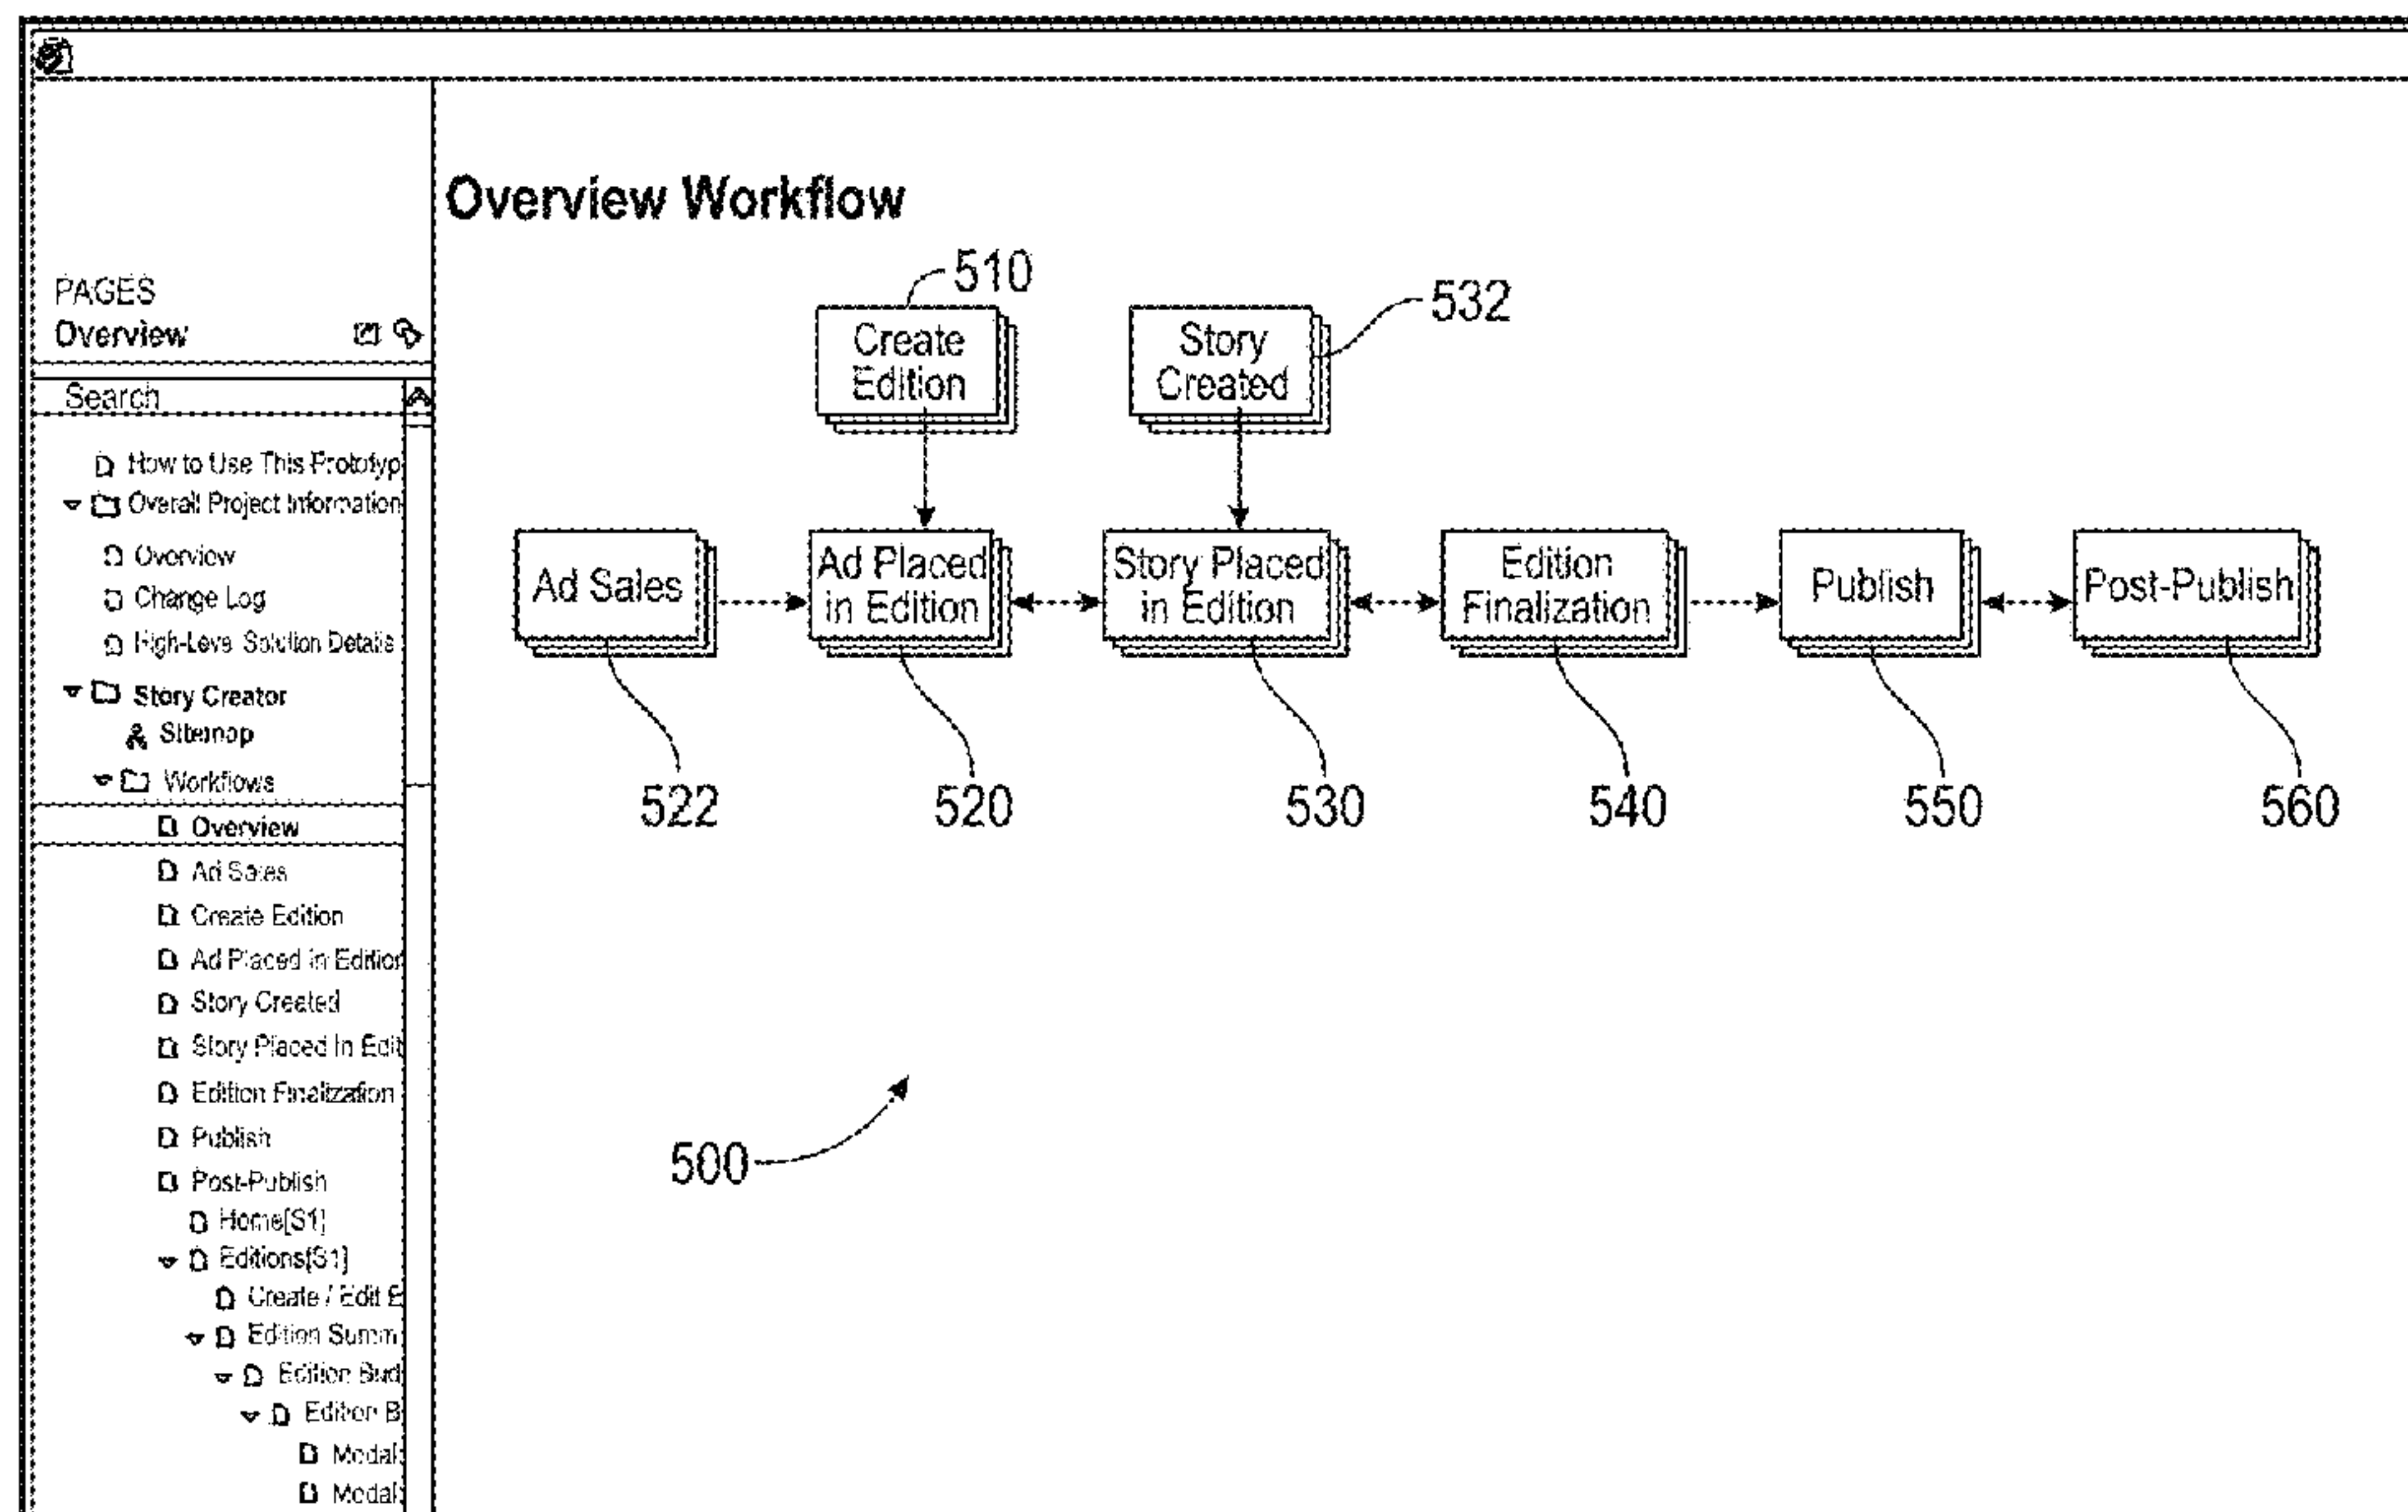 PAGES
Overview
Search
How to Use This Prototyp
Overall Project Information
Overview
Change Log
High-Level Solution Details
Story Creator
Sitemap
Workflows
Overview
Ad Sales
Create Edition
Ad Placed in Edition
Story Created
Story Placed in Edit
Edition Finalization
Publish
Post-Publish
Home[S1]
Editions[S1]
Create / Edit E
Edition Summ
Edition Bud
Edition B
Modal:
Modal:
Overview Workflow
510
Create
Edition
532
Story
Created
Ad Sales
Ad Placed
in Edition
Story Placed
in Edition
Edition
Finalization
Publish
Post-Publish
522
520
530
540
550
560
500